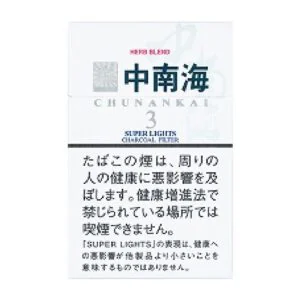 HERB BLEND
中南海
CHUNANKAI
3
SUPER LIGHTS
CHARCOAL FILTER
たばこの煙は、周りの
人の健康に悪影響を及
ぼします。健康増進法で
禁じられている場所では
喫煙できません。
「SUPER LIGHTS」の表現は、健康へ
の悪影響が他製品より小さいことを
意味するものではありません。